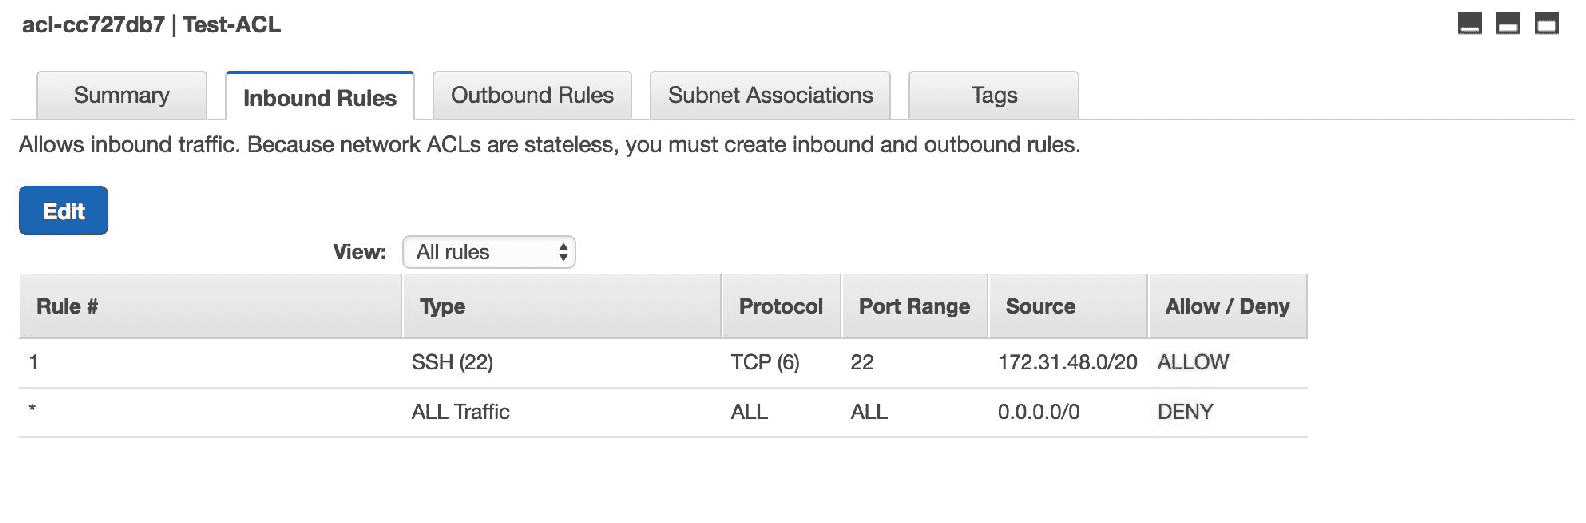 acl-cc727db7 | Test-ACL
Summary Inbound Rules Outbound Rules Subnet Associations Tags
Allows inbound traffic. Because network ACLs are stateless, you must create inbound and outbound rules.
Edit
View: All rules
Rule # Type Protocol Port Range Source Allow / Deny
1 SSH (22) TCP (6) 22 172.31.48.0/20 ALLOW
* ALL Traffic ALL ALL 0.0.0.0/0 DENY